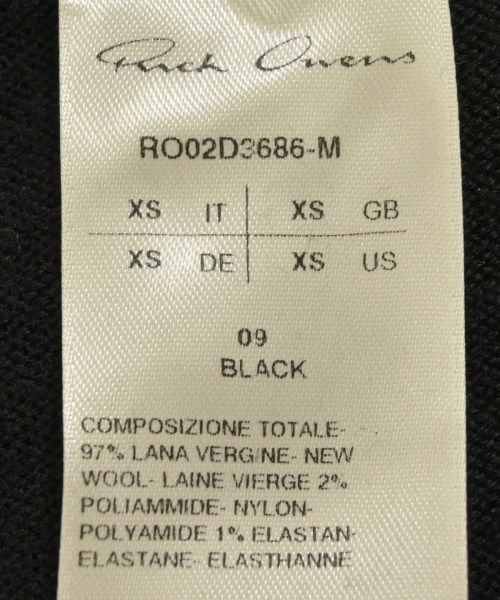 Rick Owens
RO02D3686-M
XS IT XS GB
XS DE XS US
09
BLACK
COMPOSIZIONE TOTALE-
97% LANA VERGINE- NEW
WOOL- LAINE VIERGE 2%
POLIAMMIDE- NYLON-
POLYAMIDE 1% ELASTAN-
ELASTANE- ELASTHANNE